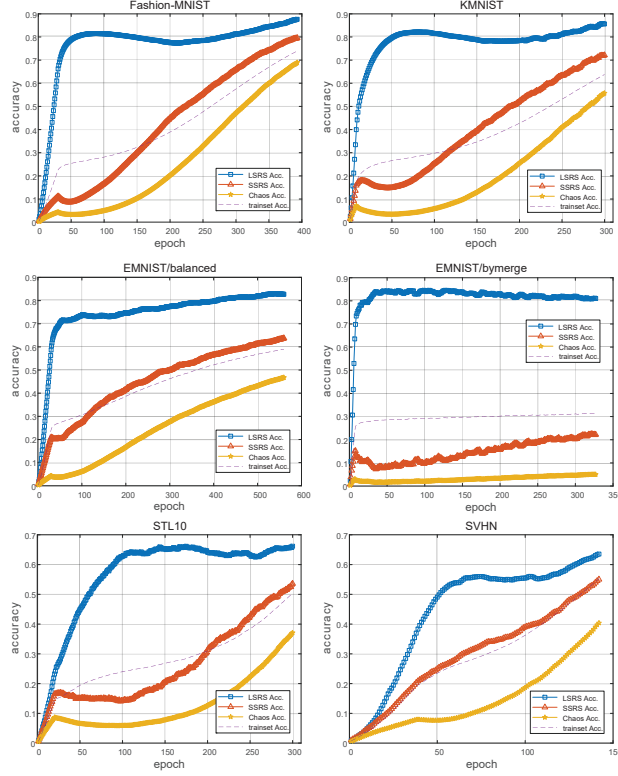 Fashion-MNIST
0.9
0.8
0.7
0.6
0.5
0.4
0.3
0.2
0.1
0
accuracy
0 50 100 150 200 250 300 350 400
epoch
LSRS Acc.
SSRS Acc.
Chaos Acc.
trainset Acc.
KMNIST
0.9
0.8
0.7
0.6
0.5
0.4
0.3
0.2
0.1
0
accuracy
0 50 100 150 200 250 300
epoch
LSRS Acc.
SSRS Acc.
Chaos Acc.
trainset Acc.
EMNIST/balanced
0.9
0.8
0.7
0.6
0.5
0.4
0.3
0.2
0.1
0
accuracy
0 100 200 300 400 500 600
epoch
LSRS Acc.
SSRS Acc.
Chaos Acc.
trainset Acc.
EMNIST/bymerge
0.9
0.8
0.7
0.6
0.5
0.4
0.3
0.2
0.1
0
accuracy
0 50 100 150 200 250 300 35
epoch
LSRS Acc.
SSRS Acc.
Chaos Acc.
trainset Acc.
STL10
0.7
0.6
0.5
0.4
0.3
0.2
0.1
0
accuracy
0 50 100 150 200 250 300
epoch
LSRS Acc.
SSRS Acc.
Chaos Acc.
trainset Acc.
SVHN
0.7
0.6
0.5
0.4
0.3
0.2
0.1
0
accuracy
0 50 100 15
epoch
LSRS Acc.
SSRS Acc.
Chaos Acc.
trainset Acc.